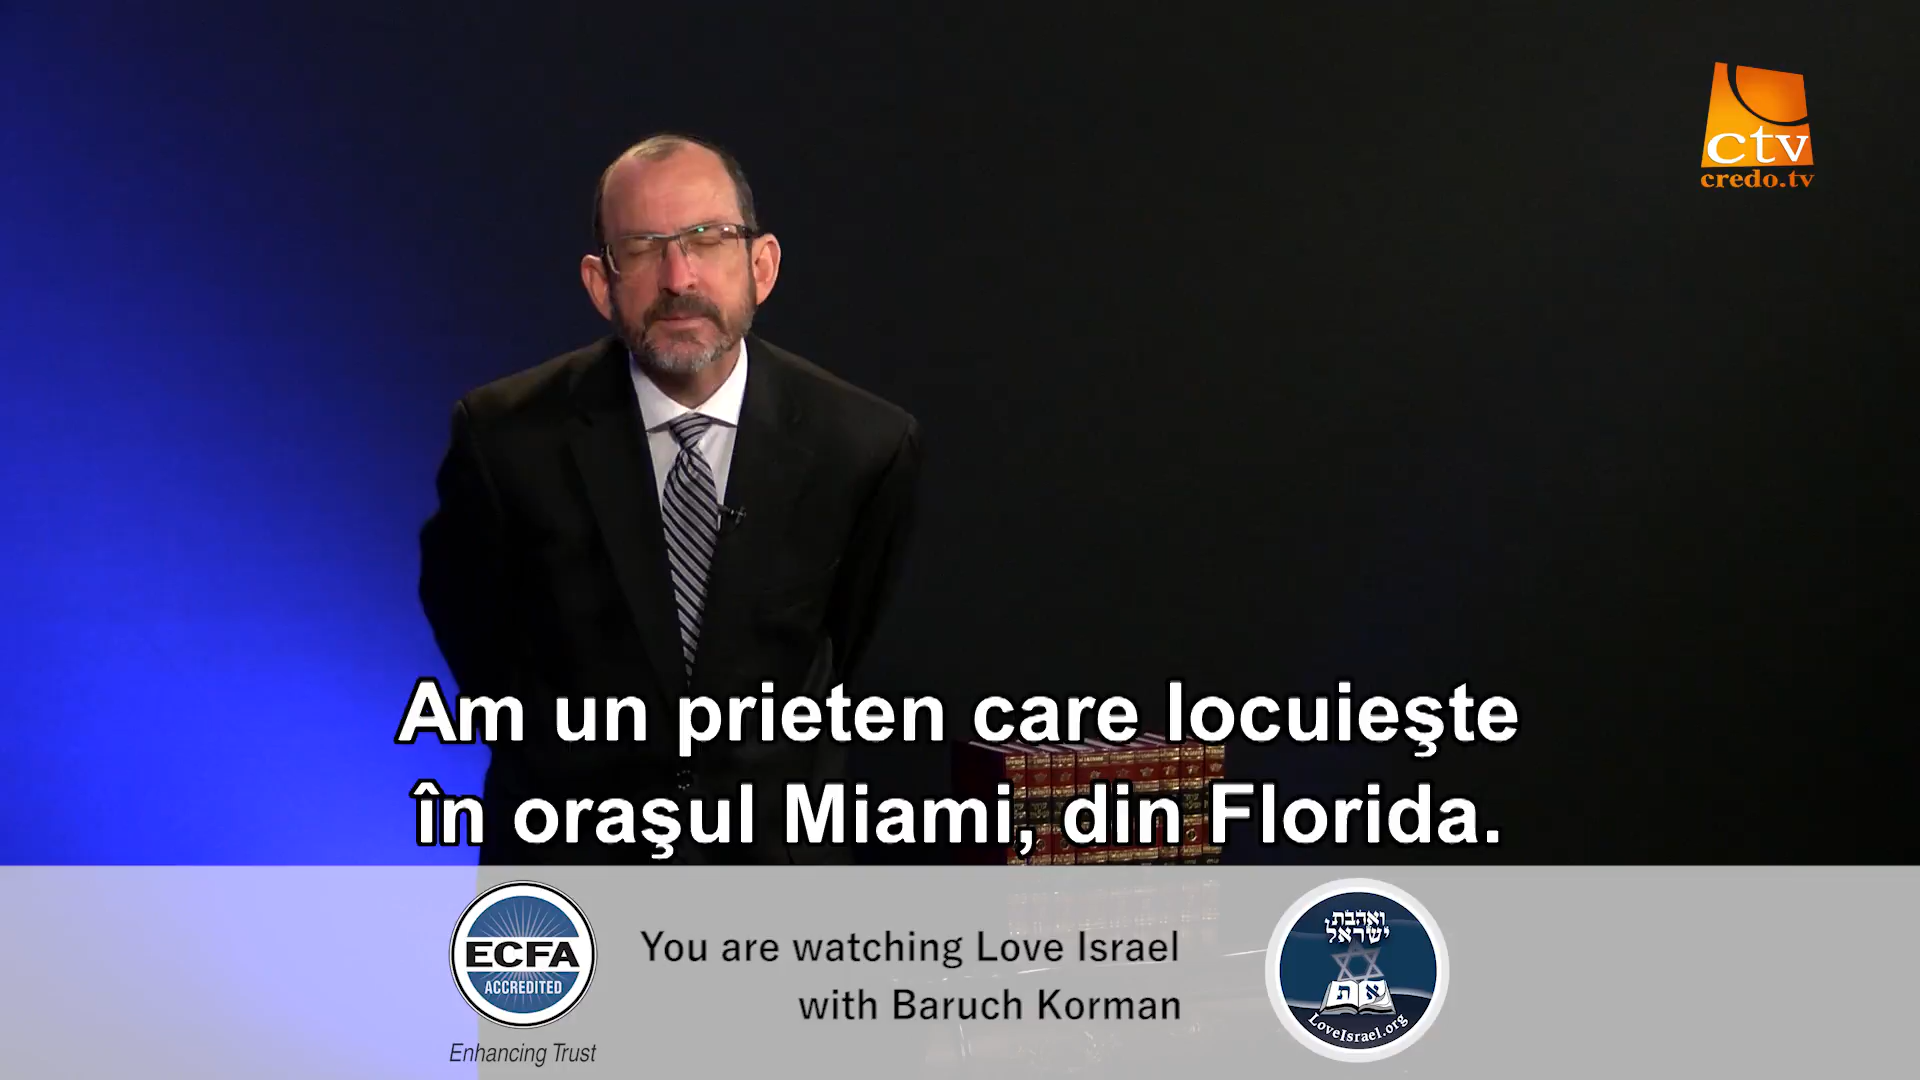 ctv
credo.tv
Am un prieten care locuieşte
în oraşul Miami, din Florida.
ECFA
ACCREDITED
Enhancing Trust
You are watching Love Israel
with Baruch Korman
ואהבת
ישראל
את
LoveIsrael.org